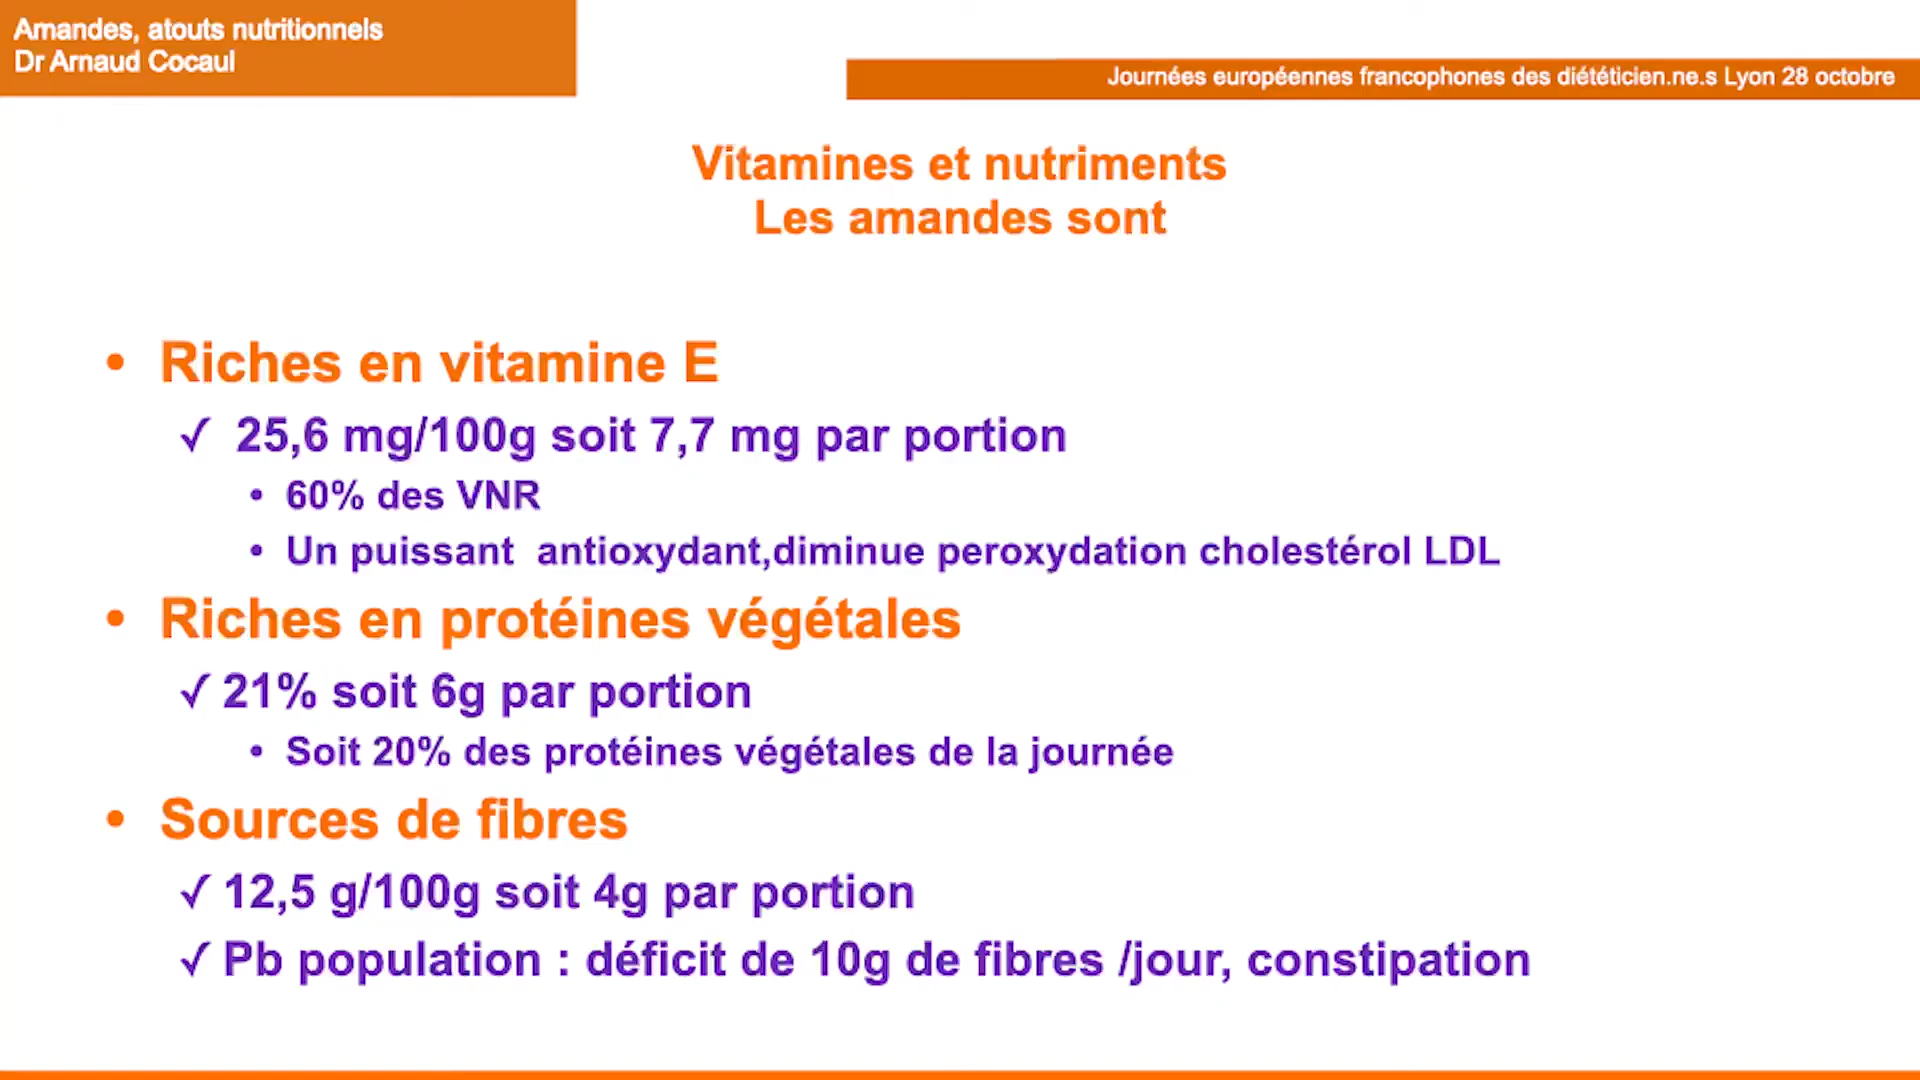 Amandes, atouts nutritionnels
Dr Arnaud Cocaul
Journées européennes francophones des diététicien.ne.s Lyon 28 octobre
Vitamines et nutriments
Les amandes sont
• Riches en vitamine E
✓ 25,6 mg/100g soit 7,7 mg par portion
• 60% des VNR
• Un puissant antioxydant,diminue peroxydation cholestérol LDL
• Riches en protéines végétales
✓ 21% soit 6g par portion
• Soit 20% des protéines végétales de la journée
• Sources de fibres
✓ 12,5 g/100g soit 4g par portion
✓ Pb population : déficit de 10g de fibres /jour, constipation